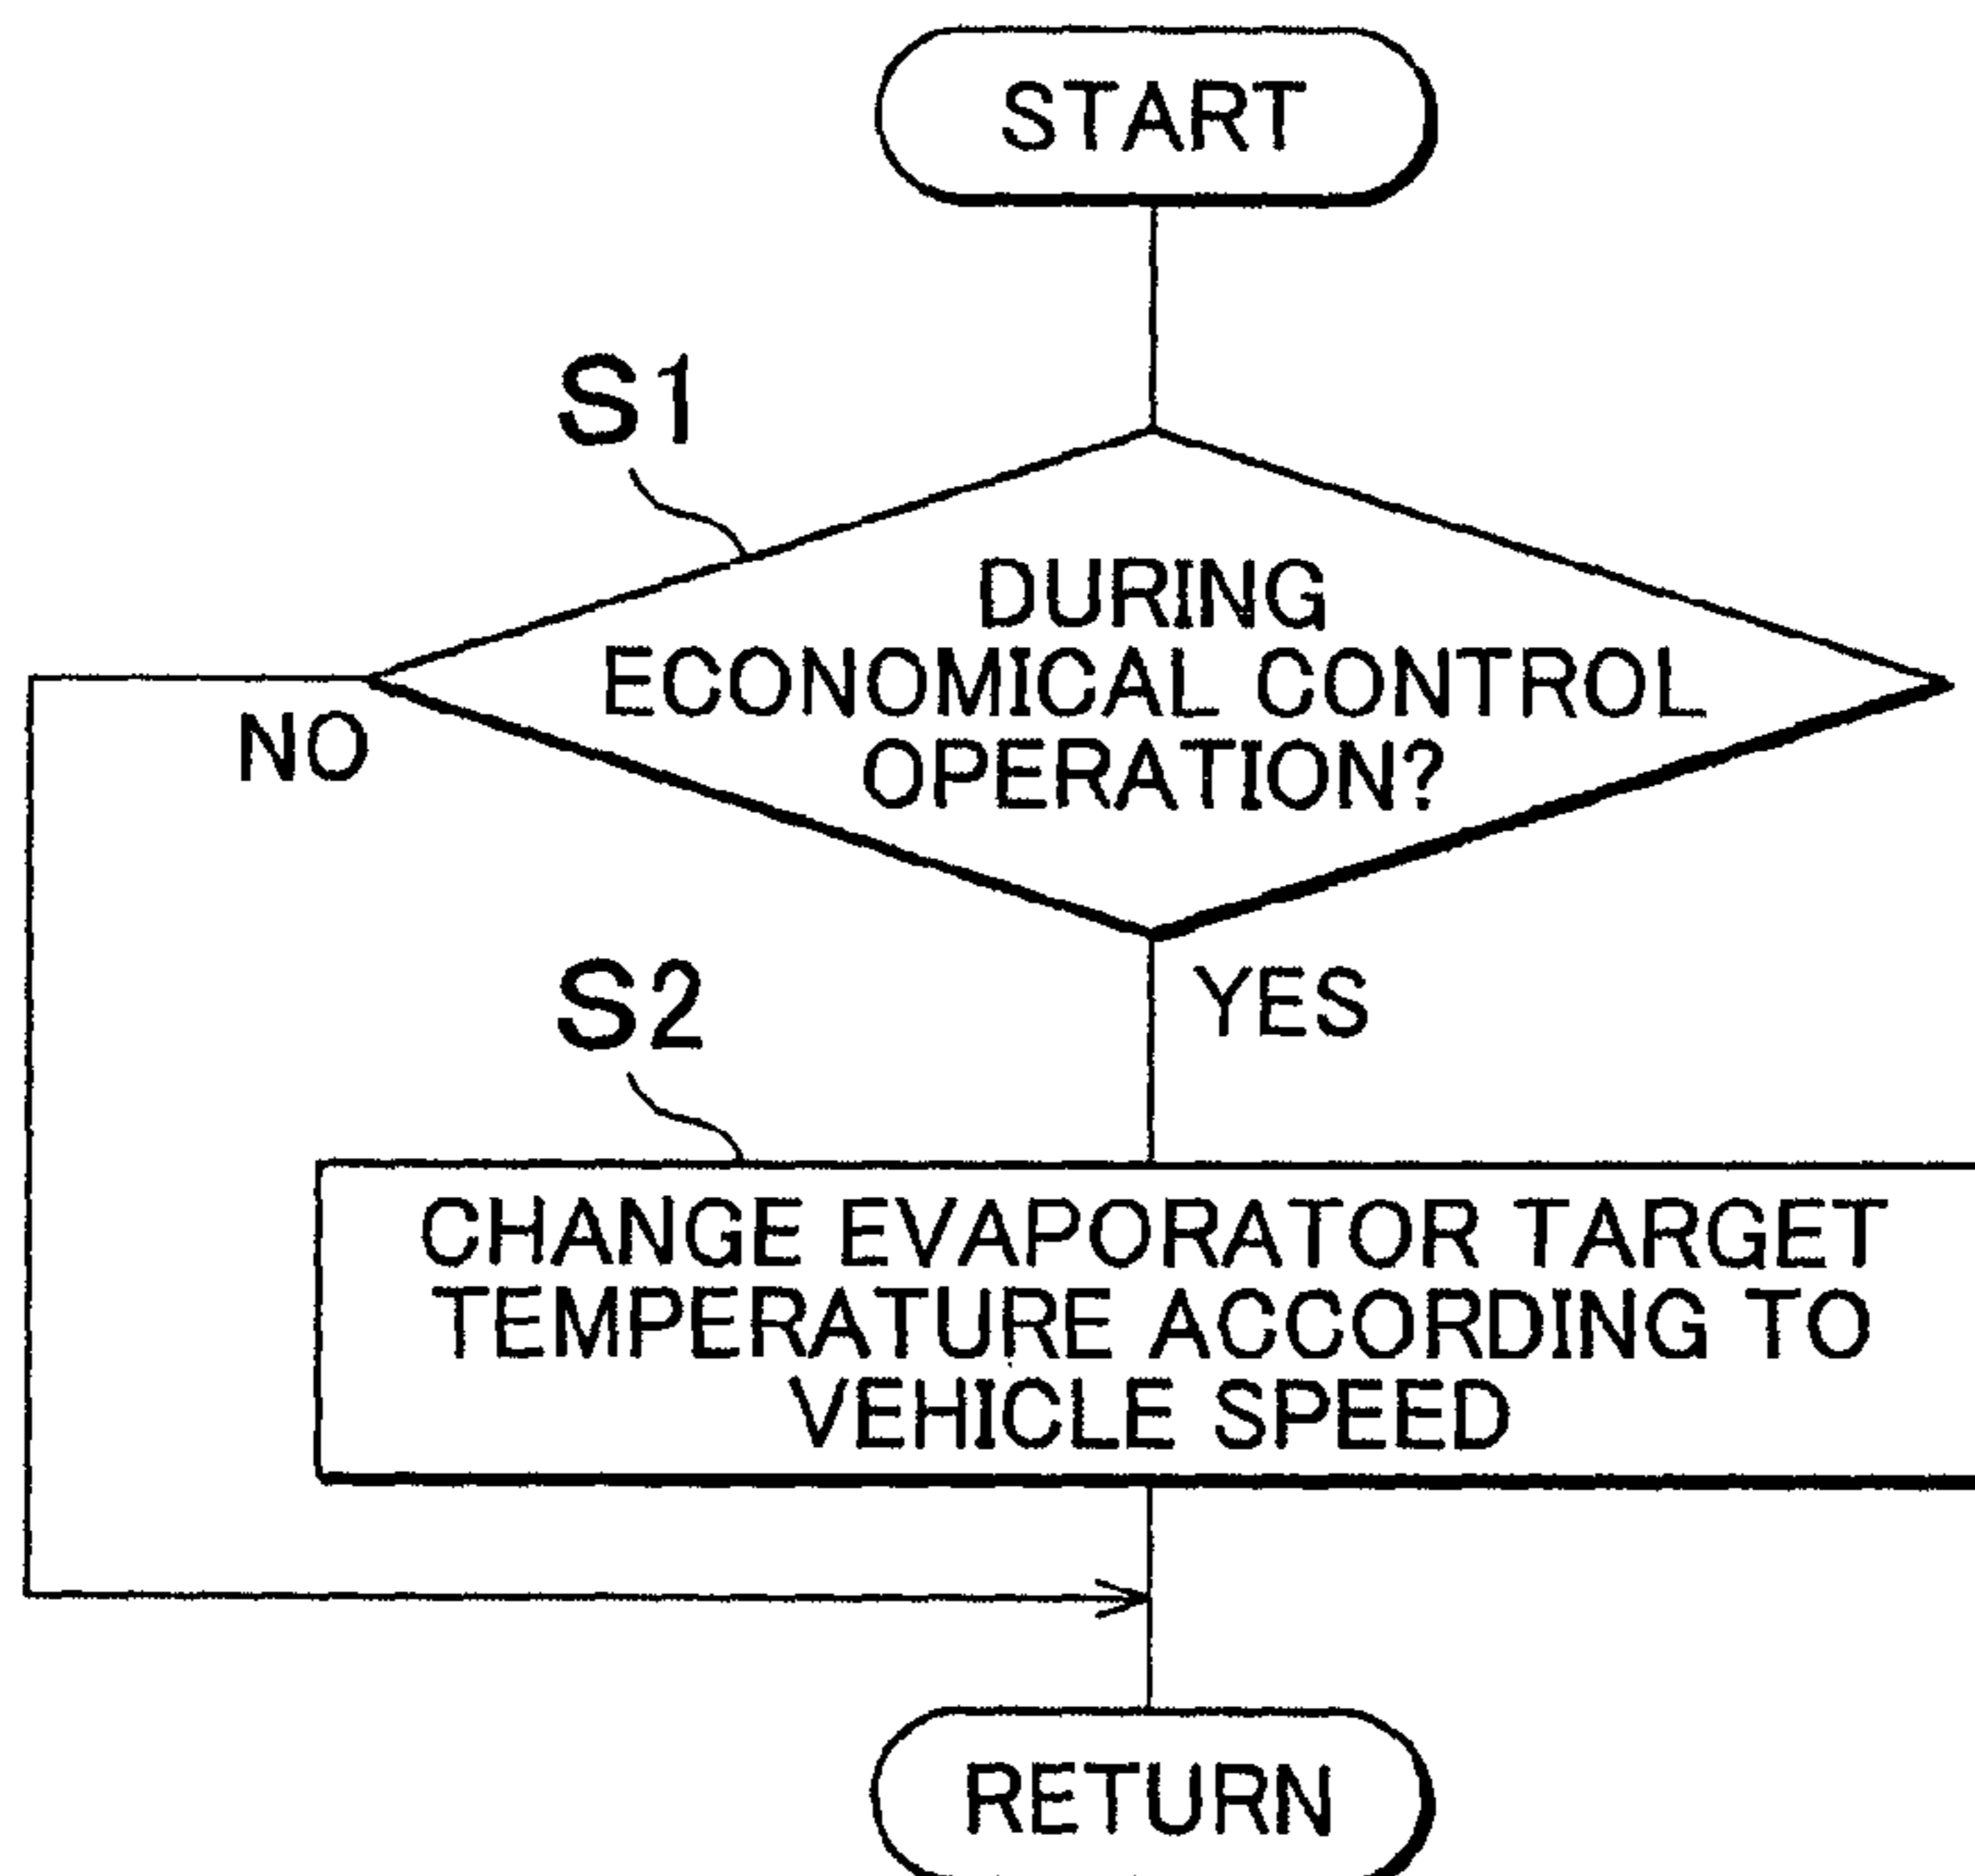 START
S1
DURING
ECONOMICAL CONTROL
OPERATION?
NO
YES
S2
CHANGE EVAPORATOR TARGET
TEMPERATURE ACCORDING TO
VEHICLE SPEED
RETURN